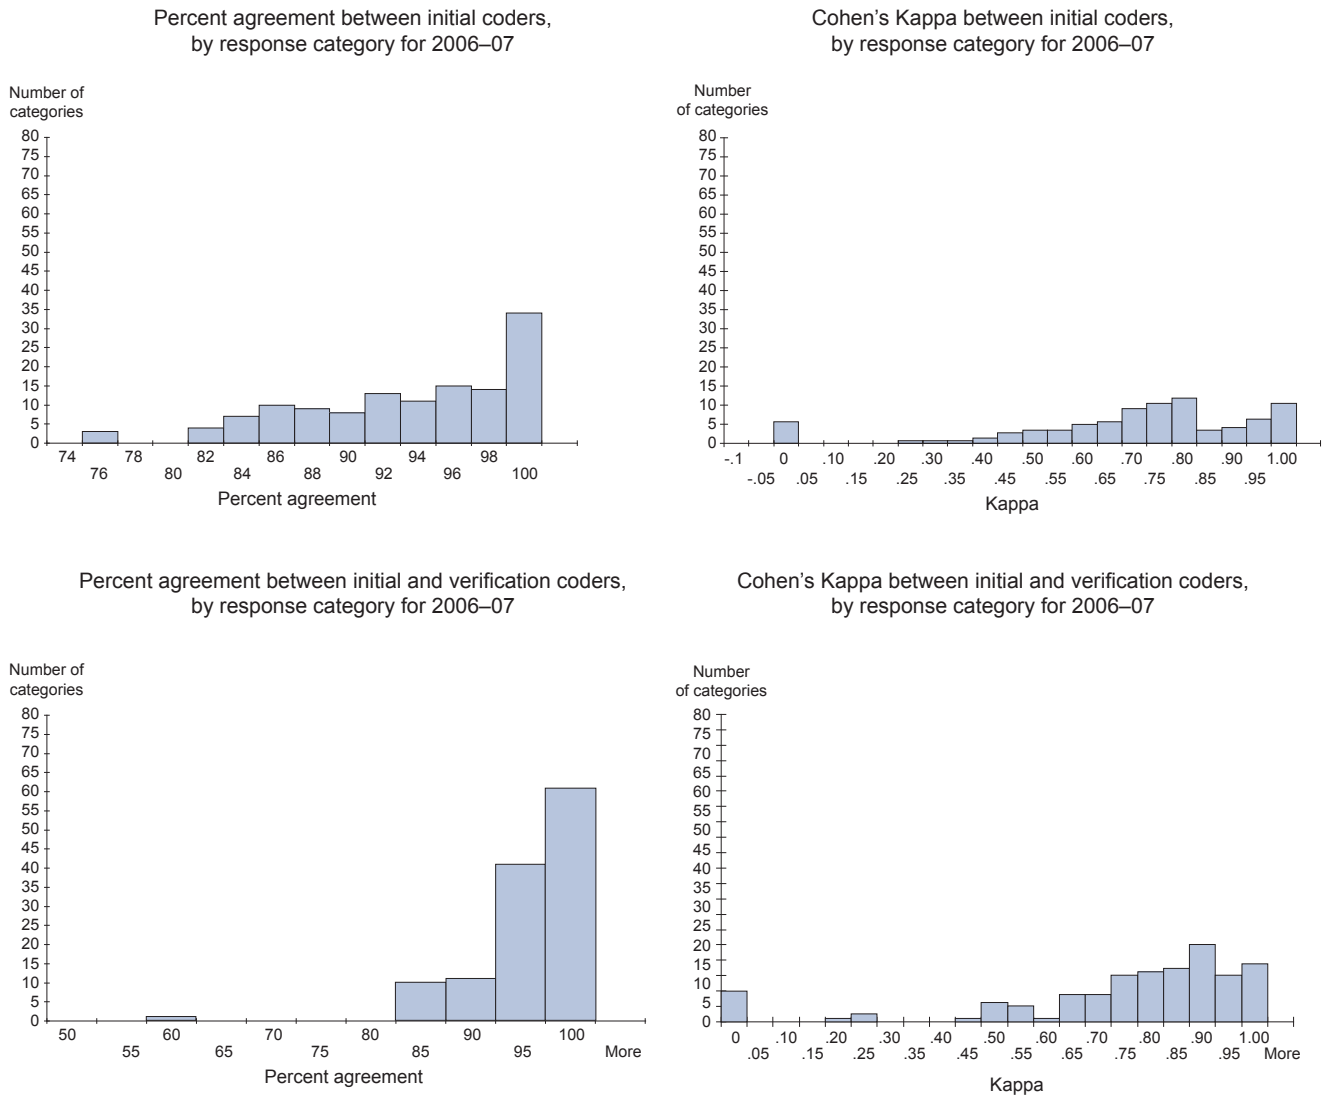 Percent agreement between initial coders,
by response category for 2006–07
Number of
categories
80
75
70
65
60
55
50
45
40
35
30
25
20
15
10
5
0
74 78 82 86 90 94 98
76 80 84 88 92 96 100
Percent agreement
Cohen’s Kappa between initial coders,
by response category for 2006–07
Number
of categories
80
75
70
65
60
55
50
45
40
35
30
25
20
15
10
5
0
-.1 0 .10 .20 .30 .40 .50 .60 .70 .80 .90 1.00
-.05 .05 .15 .25 .35 .45 .55 .65 .75 .85 .95
Kappa
Percent agreement between initial and verification coders,
by response category for 2006–07
Number of
categories
80
75
70
65
60
55
50
45
40
35
30
25
20
15
10
5
0
50 60 70 80 90 100
55 65 75 85 95 More
Percent agreement
Cohen’s Kappa between initial and verification coders,
by response category for 2006–07
Number
of categories
80
75
70
65
60
55
50
45
40
35
30
25
20
15
10
5
0
0 .10 .20 .30 .40 .50 .60 .70 .80 .90 1.00
.05 .15 .25 .35 .45 .55 .65 .75 .85 .95 More
Kappa